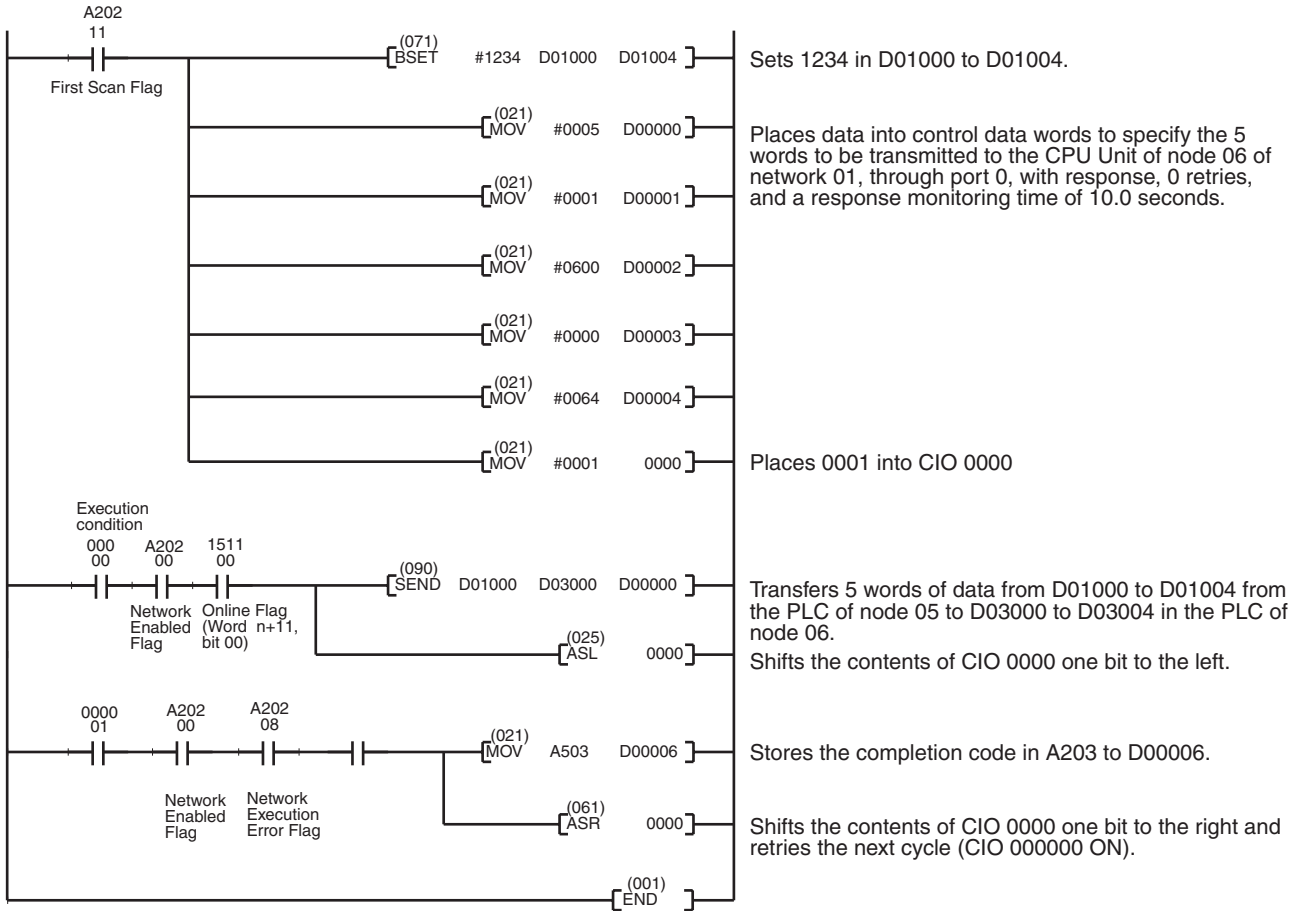 A202
11
First Scan Flag
(071)
BSET #1234 D01000 D01004
Sets 1234 in D01000 to D01004.
(021)
MOV #0005 D00000
Places data into control data words to specify the 5
words to be transmitted to the CPU Unit of node 06 of
network 01, through port 0, with response, 0 retries,
and a response monitoring time of 10.0 seconds.
(021)
MOV #0001 D00001
(021)
MOV #0600 D00002
(021)
MOV #0000 D00003
(021)
MOV #0064 D00004
(021)
MOV #0001 0000
Places 0001 into CIO 0000
Execution
condition
000 A202 1511
00 00 00
Network Online Flag
Enabled (Word n+11,
Flag bit 00)
(090)
SEND D01000 D03000 D00000
Transfers 5 words of data from D01000 to D01004 from
the PLC of node 05 to D03000 to D03004 in the PLC of
node 06.
(025)
ASL 0000
Shifts the contents of CIO 0000 one bit to the left.
0000 A202 A202
01 00 08
Network Network
Enabled Execution
Flag Error Flag
(021)
MOV A503 D00006
Stores the completion code in A203 to D00006.
(061)
ASR 0000
Shifts the contents of CIO 0000 one bit to the right and
retries the next cycle (CIO 000000 ON).
(001)
END